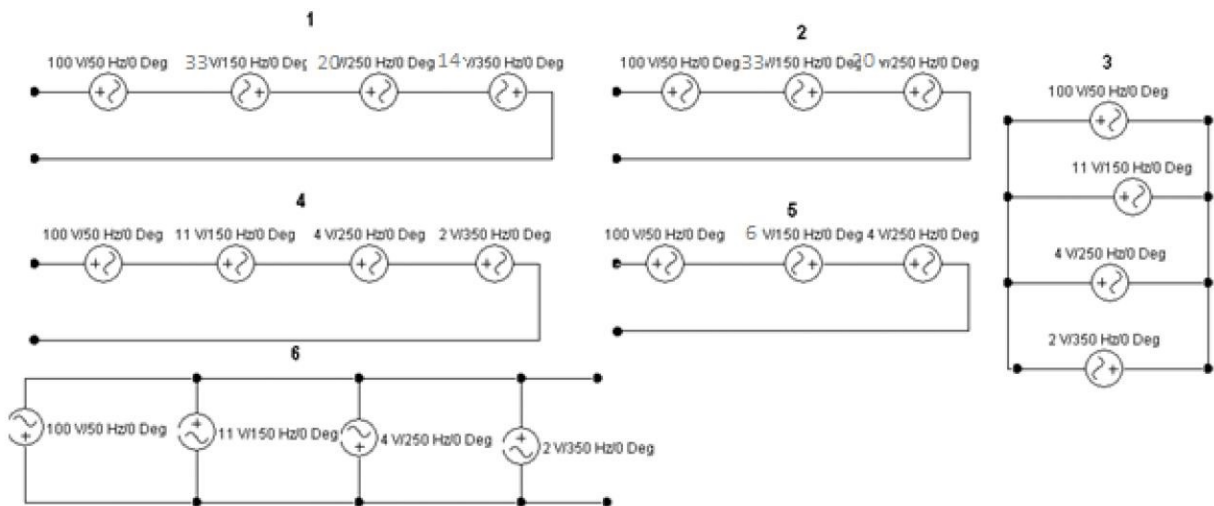 1
100 V/50 Hz/0 Deg 33 V/150 Hz/0 Deg 20 V/250 Hz/0 Deg 14 V/350 Hz/0 Deg
2
100 V/50 Hz/0 Deg 33 V/150 Hz/0 Deg 20 V/250 Hz/0 Deg
3
100 V/50 Hz/0 Deg
11 V/150 Hz/0 Deg
4 V/250 Hz/0 Deg
2 V/350 Hz/0 Deg
4
100 V/50 Hz/0 Deg 11 V/150 Hz/0 Deg 4 V/250 Hz/0 Deg 2 V/350 Hz/0 Deg
5
100 V/50 Hz/0 Deg 6 V/150 Hz/0 Deg 4 V/250 Hz/0 Deg
6
100 V/50 Hz/0 Deg 11 V/150 Hz/0 Deg 4 V/250 Hz/0 Deg 2 V/350 Hz/0 Deg